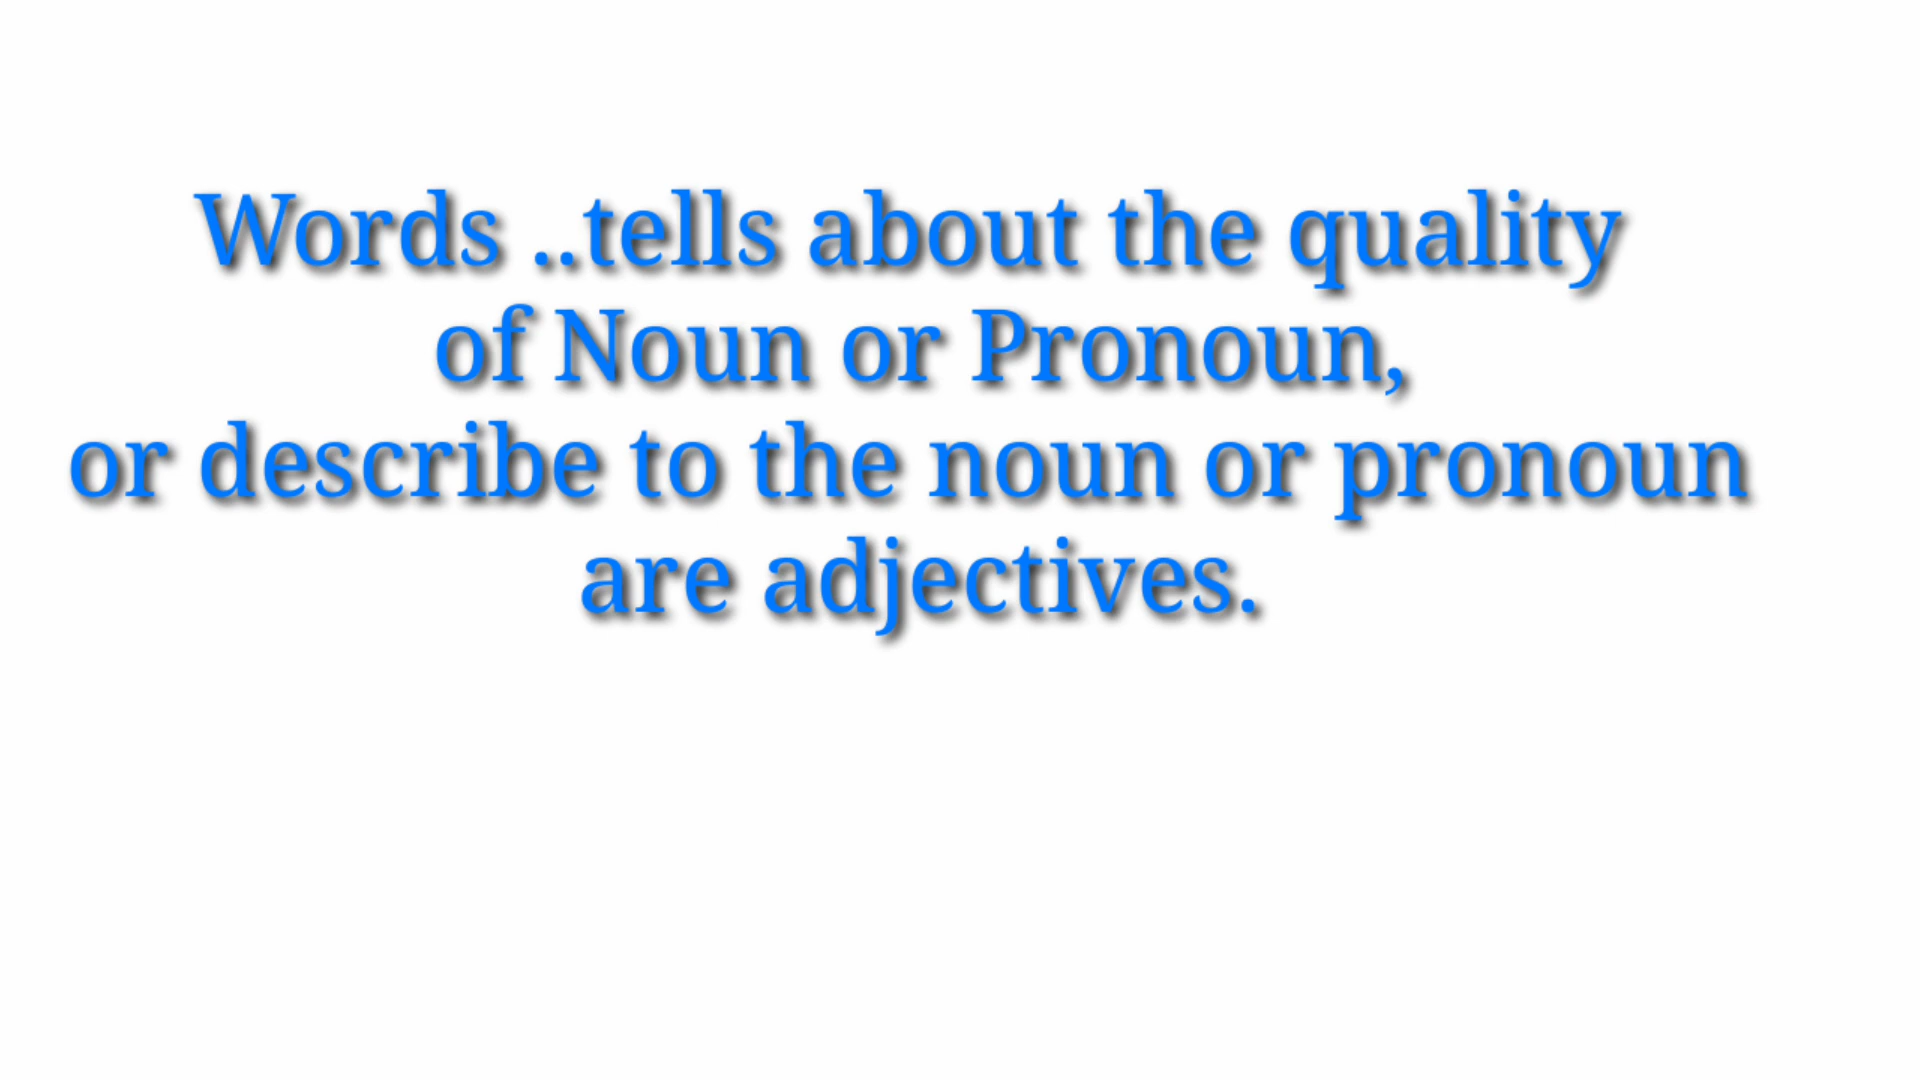 Words ..tells about the quality
of Noun or Pronoun,
or describe to the noun or pronoun
are adjectives.